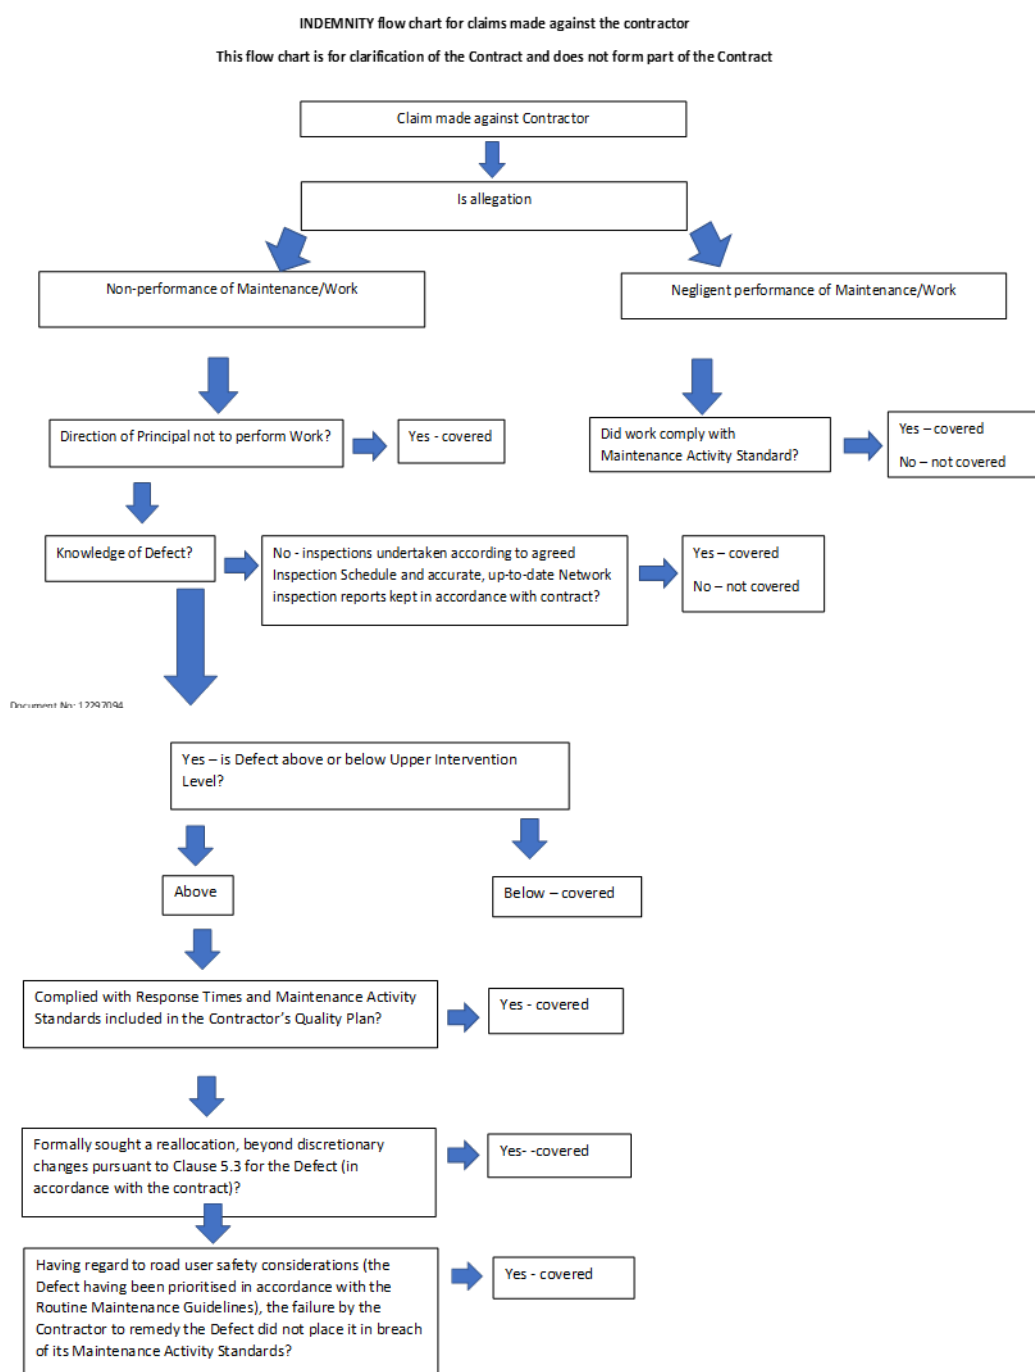 INDEMNITY flow chart for claims made against the contractor
This flow chart is for clarification of the Contract and does not form part of the Contract
Claim made against Contractor
Is allegation
Non-performance of Maintenance/Work
Negligent performance of Maintenance/Work
Direction of Principal not to perform Work?
Yes - covered
Did work comply with
Maintenance Activity Standard?
Yes – covered
No – not covered
Knowledge of Defect?
No - inspections undertaken according to agreed
Inspection Schedule and accurate, up-to-date Network
inspection reports kept in accordance with contract?
Yes – covered
No – not covered
Document No: 12297094
Yes – is Defect above or below Upper Intervention
Level?
Above
Below – covered
Complied with Response Times and Maintenance Activity
Standards included in the Contractor's Quality Plan?
Yes - covered
Formally sought a reallocation, beyond discretionary
changes pursuant to Clause 5.3 for the Defect (in
accordance with the contract)?
Yes- -covered
Having regard to road user safety considerations (the
Defect having been prioritised in accordance with the
Routine Maintenance Guidelines), the failure by the
Contractor to remedy the Defect did not place it in breach
of its Maintenance Activity Standards?
Yes - covered